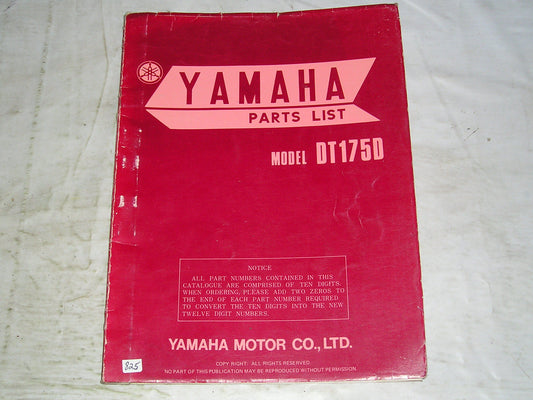 YAMAHA
PARTS LIST
MODEL DT175D
NOTICE
ALL PART NUMBERS CONTAINED IN THIS
CATALOGUE ARE COMPRISED OF TEN DIGITS.
WHEN ORDERING, PLEASE ADD TWO ZEROS TO
THE END OF EACH PART NUMBER REQUIRED
TO CONVERT THE TEN DIGITS INTO THE NEW
TWELVE DIGIT NUMBERS.
YAMAHA MOTOR CO., LTD.
825
COPY RIGHT: ALL RIGHTS RESERVED.
NO PART OF THIS PUBLICATION MAY BE REPRODUCED WITHOUT PERMISSION.